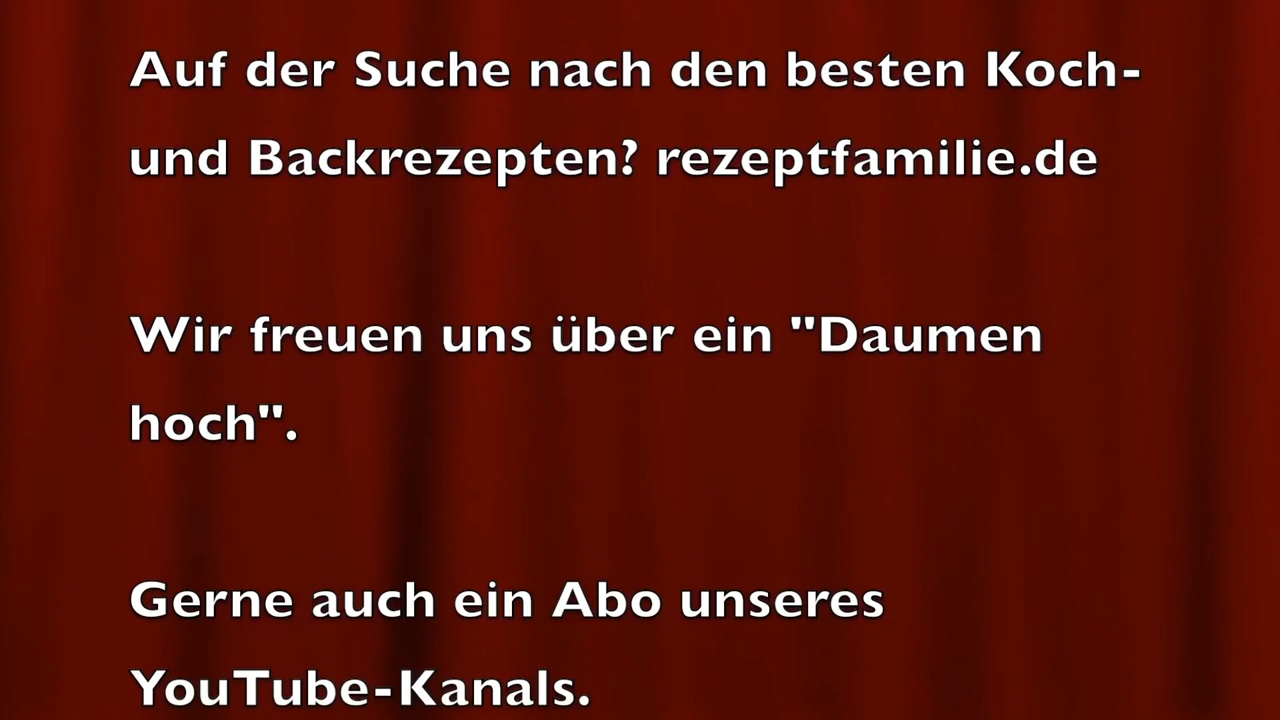 Auf der Suche nach den besten Koch-
und Backrezepten? rezeptfamilie.de
Wir freuen uns über ein "Daumen
hoch".
Gerne auch ein Abo unseres
YouTube-Kanals.